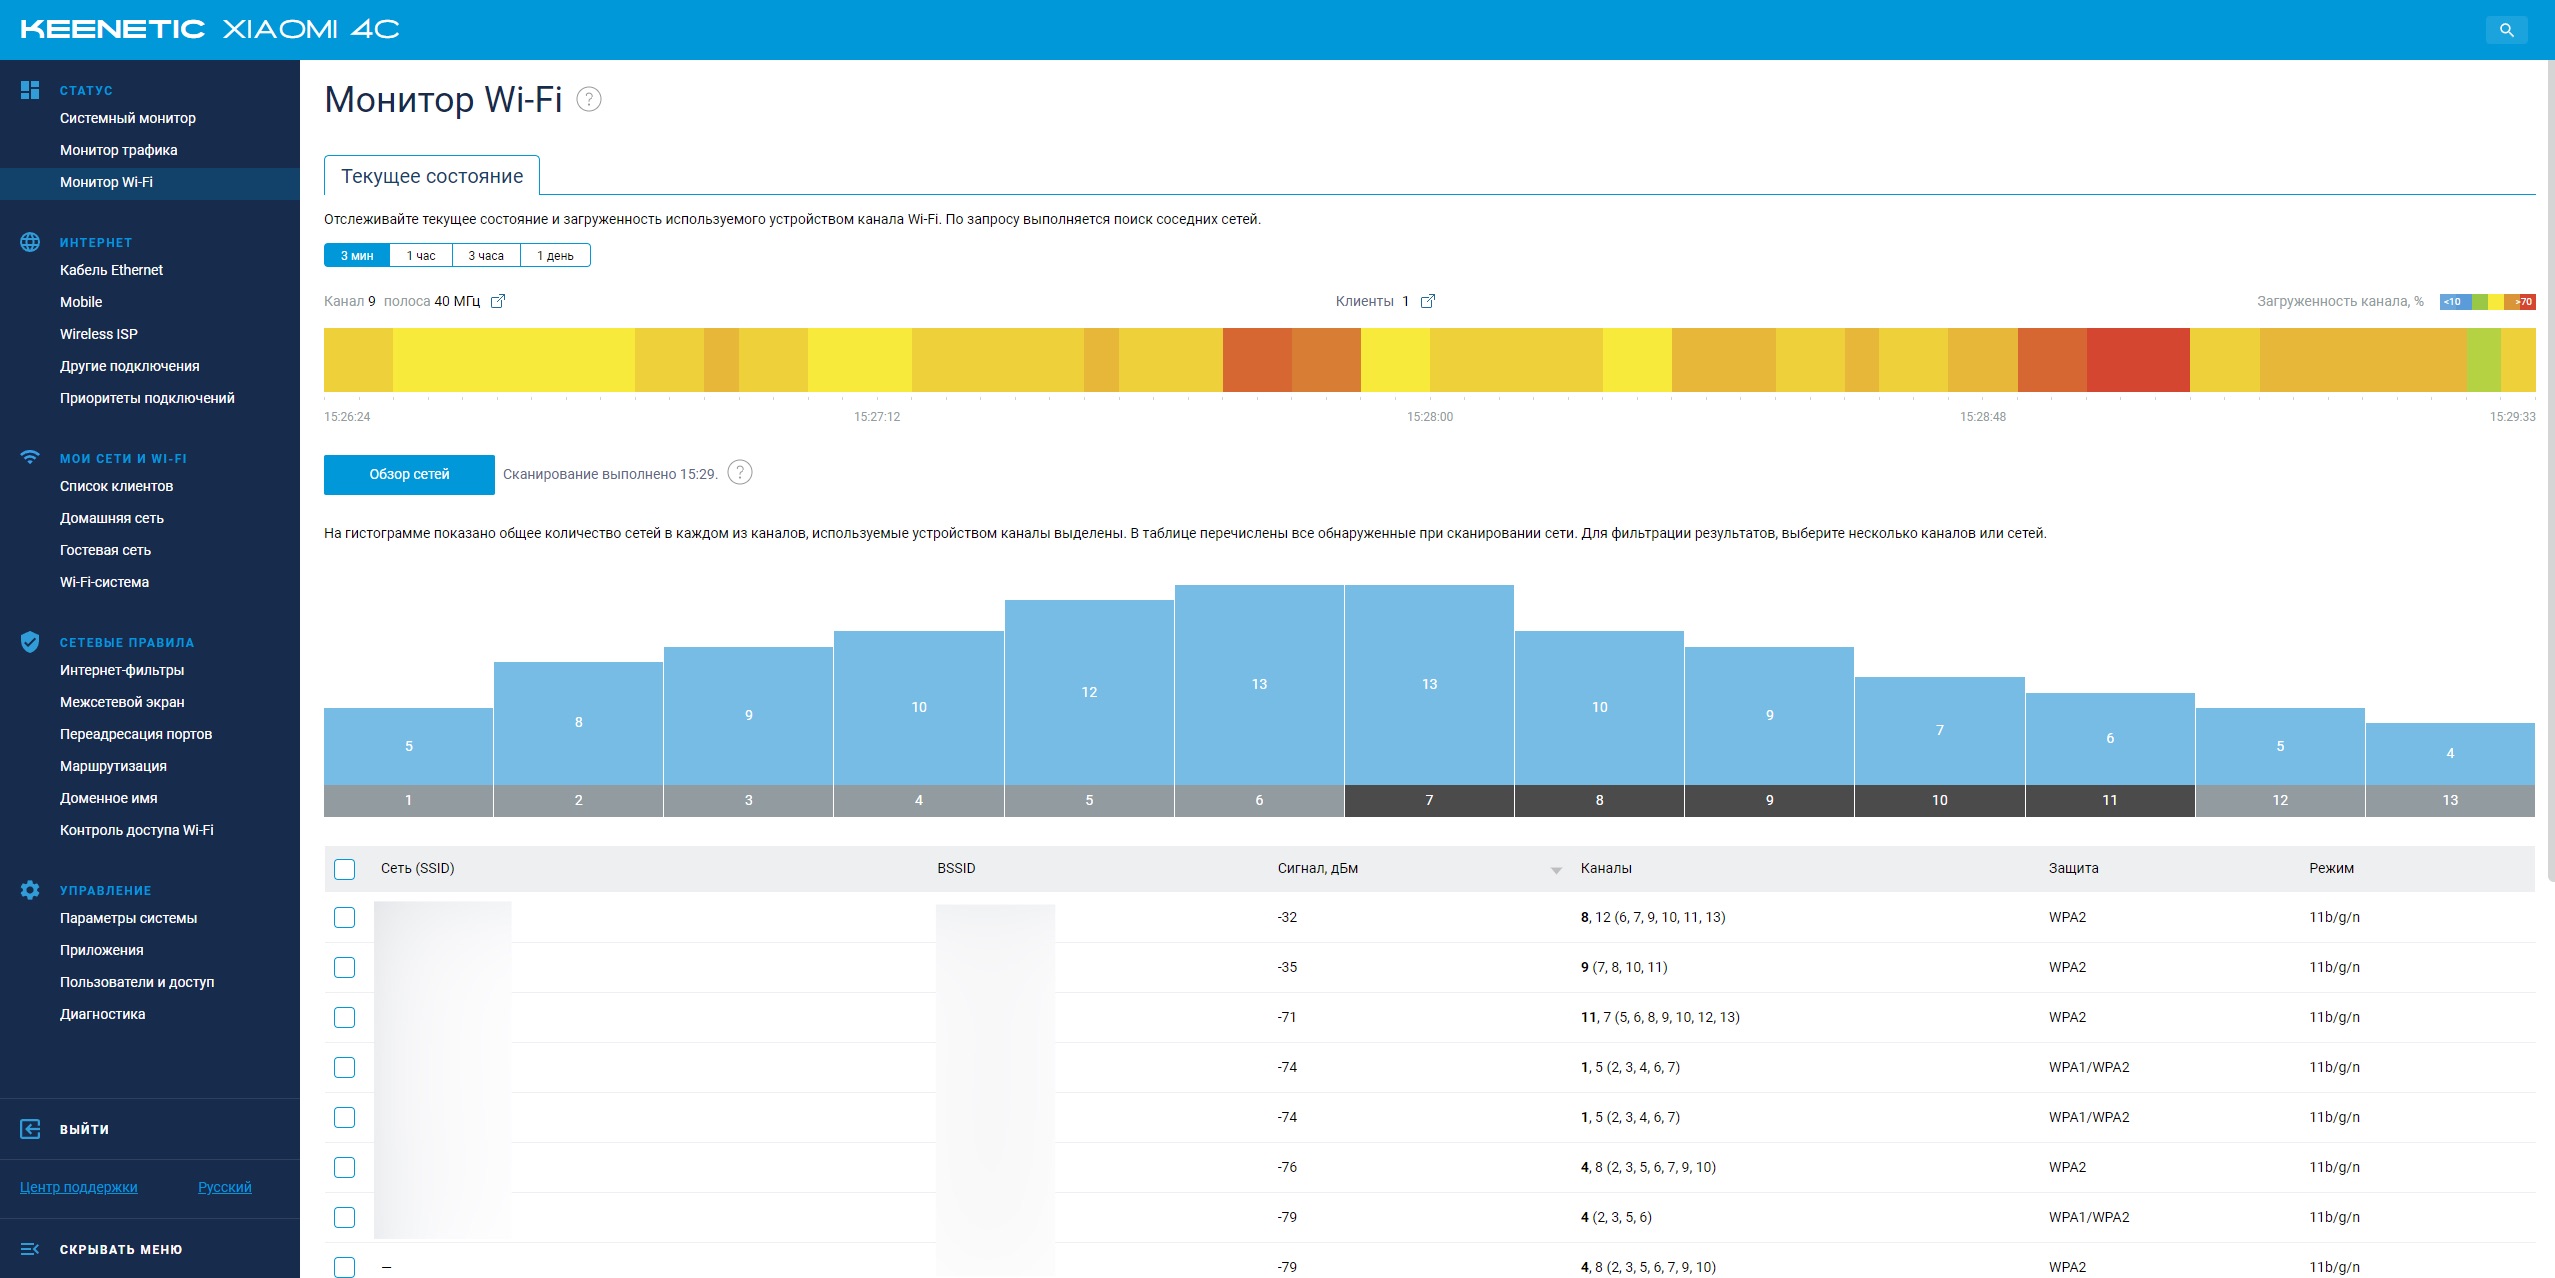 KEENETIC XIAOMI 4C
СТАТУС
Системный монитор
Монитор трафика
Монитор Wi-Fi
ИНТЕРНЕТ
Кабель Ethernet
Mobile
Wireless ISP
Другие подключения
Приоритеты подключений
МОИ СЕТИ И WI-FI
Список клиентов
Домашняя сеть
Гостевая сеть
Wi-Fi-система
СЕТЕВЫЕ ПРАВИЛА
Интернет-фильтры
Межсетевой экран
Переадресация портов
Маршрутизация
Доменное имя
Контроль доступа Wi-Fi
УПРАВЛЕНИЕ
Параметры системы
Приложения
Пользователи и доступ
Диагностика
ВЫЙТИ
Центр поддержки Русский
СКРЫВАТЬ МЕНЮ
Монитор Wi-Fi ?
Текущее состояние
Отслеживайте текущее состояние и загруженность используемого устройством канала Wi-Fi. По запросу выполняется поиск соседних сетей.
3 мин 1 час 3 часа 1 день
Канал 9 полоса 40 МГц Клиенты 1 Загруженность канала, % <10 >70
15:26:24 15:27:12 15:28:00 15:28:48 15:29:33
Обзор сетей Сканирование выполнено 15:29. ?
На гистограмме показано общее количество сетей в каждом из каналов, используемые устройством каналы выделены. В таблице перечислены все обнаруженные при сканировании сети. Для фильтрации результатов, выберите несколько каналов или сетей.
5 8 9 10 12 13 13 10 9 7 6 5 4
1 2 3 4 5 6 7 8 9 10 11 12 13
Сеть (SSID) BSSID Сигнал, дБм Каналы Защита Режим
-32 8, 12 (6, 7, 9, 10, 11, 13) WPA2 11b/g/n
-35 9 (7, 8, 10, 11) WPA2 11b/g/n
-71 11, 7 (5, 6, 8, 9, 10, 12, 13) WPA2 11b/g/n
-74 1, 5 (2, 3, 4, 6, 7) WPA1/WPA2 11b/g/n
-74 1, 5 (2, 3, 4, 6, 7) WPA1/WPA2 11b/g/n
-76 4, 8 (2, 3, 5, 6, 7, 9, 10) WPA2 11b/g/n
-79 4 (2, 3, 5, 6) WPA1/WPA2 11b/g/n
— -79 4, 8 (2, 3, 5, 6, 7, 9, 10) WPA2 11b/g/n